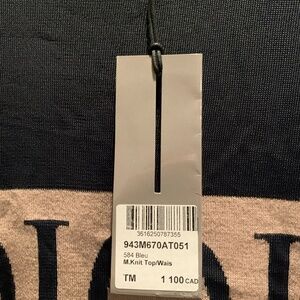 3616250787355
943M670AT051
584 Bleu
M.Knit Top/Wais
TM 1 100 CAD